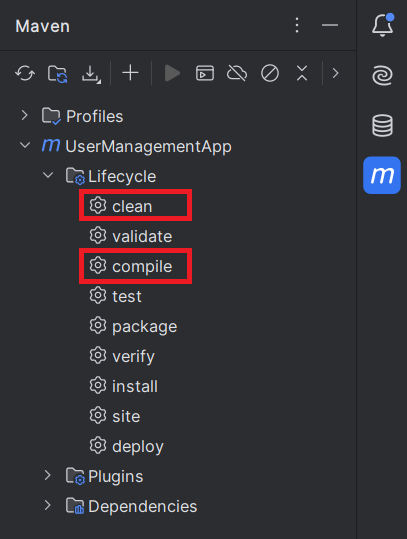 Maven
Profiles
m UserManagementApp
Lifecycle
clean
validate
compile
test
package
verify
install
site
deploy
Plugins
Dependencies
m